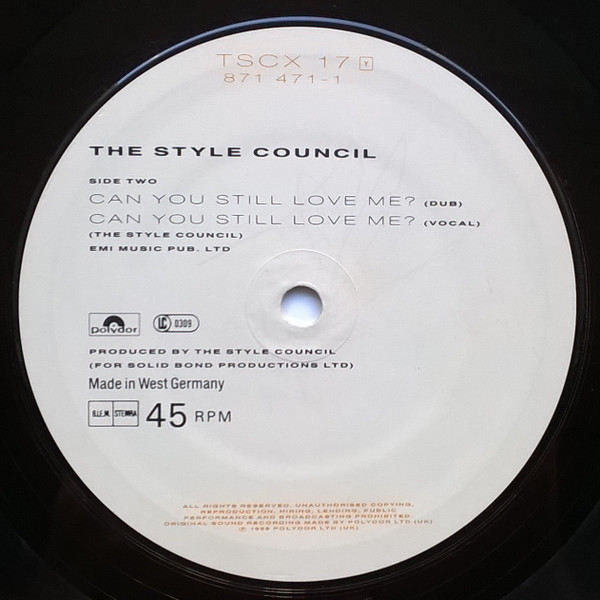 TSCX 17 Y
871 471-1
THE STYLE COUNCIL
SIDE TWO
CAN YOU STILL LOVE ME? (DUB)
CAN YOU STILL LOVE ME? (VOCAL)
(THE STYLE COUNCIL)
EMI MUSIC PUB. LTD
polydor LC 0309
PRODUCED BY THE STYLE COUNCIL
(FOR SOLID BOND PRODUCTIONS LTD)
Made in West Germany
B.I.E.M. STEMRA 45 RPM
ALL RIGHTS RESERVED. UNAUTHORISED COPYING,
REPRODUCTION, HIRING, LENDING, PUBLIC
PERFORMANCE AND BROADCASTING PROHIBITED.
ORIGINAL SOUND RECORDING MADE BY POLYDOR LTD (UK)
℗ POLYDOR LTD (UK)